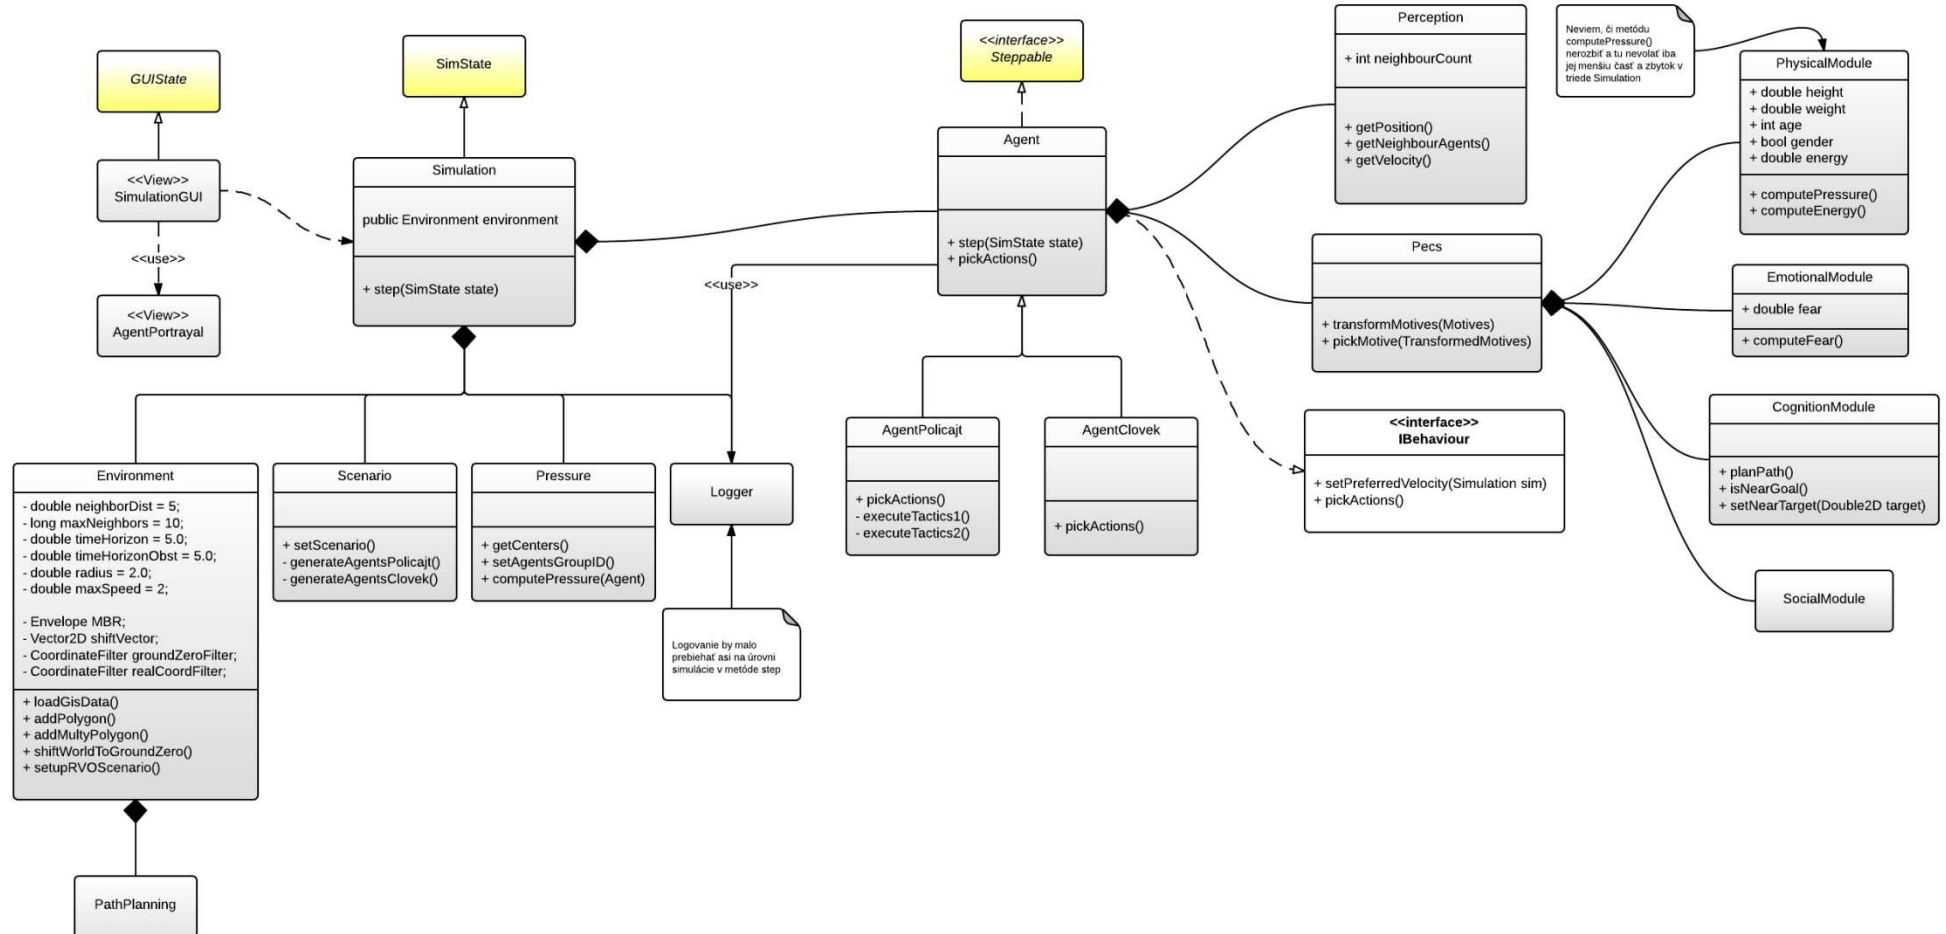 GUIState
<<View>>
SimulationGUI
<<use>>
<<View>>
AgentPortrayal
SimState
Simulation
public Environment environment
+ step(SimState state)
Environment
- double neighborDist = 5;
- long maxNeighbors = 10;
- double timeHorizon = 5.0;
- double timeHorizonObst = 5.0;
- double radius = 2.0;
- double maxSpeed = 2;
- Envelope MBR;
- Vector2D shiftVector;
- CoordinateFilter groundZeroFilter;
- CoordinateFilter realCoordFilter;
+ loadGisData()
+ addPolygon()
+ addMultyPolygon()
+ shiftWorldToGroundZero()
+ setupRVOScenario()
PathPlanning
Scenario
+ setScenario()
- generateAgentsPolicajt()
- generateAgentsClovek()
Pressure
+ getCenters()
+ setAgentsGroupID()
+ computePressure(Agent)
<<use>>
Logger
Logovanie by malo
prebiehať asi na úrovni
simulácie v metóde step
<<interface>>
Steppable
Agent
+ step(SimState state)
+ pickActions()
AgentPolicajt
+ pickActions()
- executeTactics1()
- executeTactics2()
AgentClovek
+ pickActions()
Perception
+ int neighbourCount
+ getPosition()
+ getNeighbourAgents()
+ getVelocity()
Pecs
+ transformMotives(Motives)
+ pickMotive(TransformedMotives)
<<interface>>
IBehaviour
+ setPreferredVelocity(Simulation sim)
+ pickActions()
Neviem, či metódu
computePressure()
nerozbiť a tu nevolať iba
jej menšiu časť a zbytok v
triede Simulation
PhysicalModule
+ double height
+ double weight
+ int age
+ bool gender
+ double energy
+ computePressure()
+ computeEnergy()
EmotionalModule
+ double fear
+ computeFear()
CognitionModule
+ planPath()
+ isNearGoal()
+ setNearTarget(Double2D target)
SocialModule